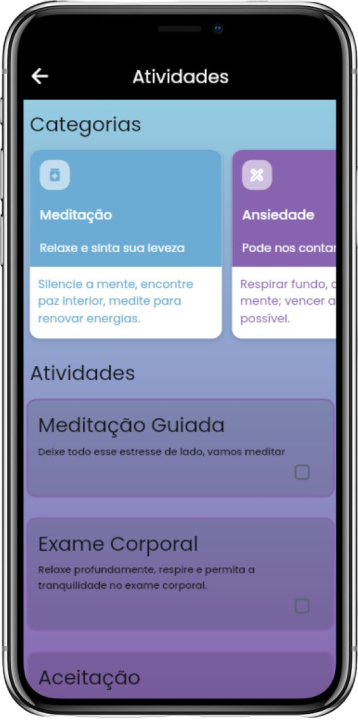 Atividades
Categorias
Meditação
Relaxe e sinta sua leveza
Silencie a mente, encontre
paz interior, medite para
renovar energias.
Ansiedade
Pode nos contar
Respirar fundo,
mente; vencer a
possível.
Atividades
Meditação Guiada
Deixe todo esse estresse de lado, vamos meditar
Exame Corporal
Relaxe profundamente, respire e permita a
tranquilidade no exame corporal.
Aceitação